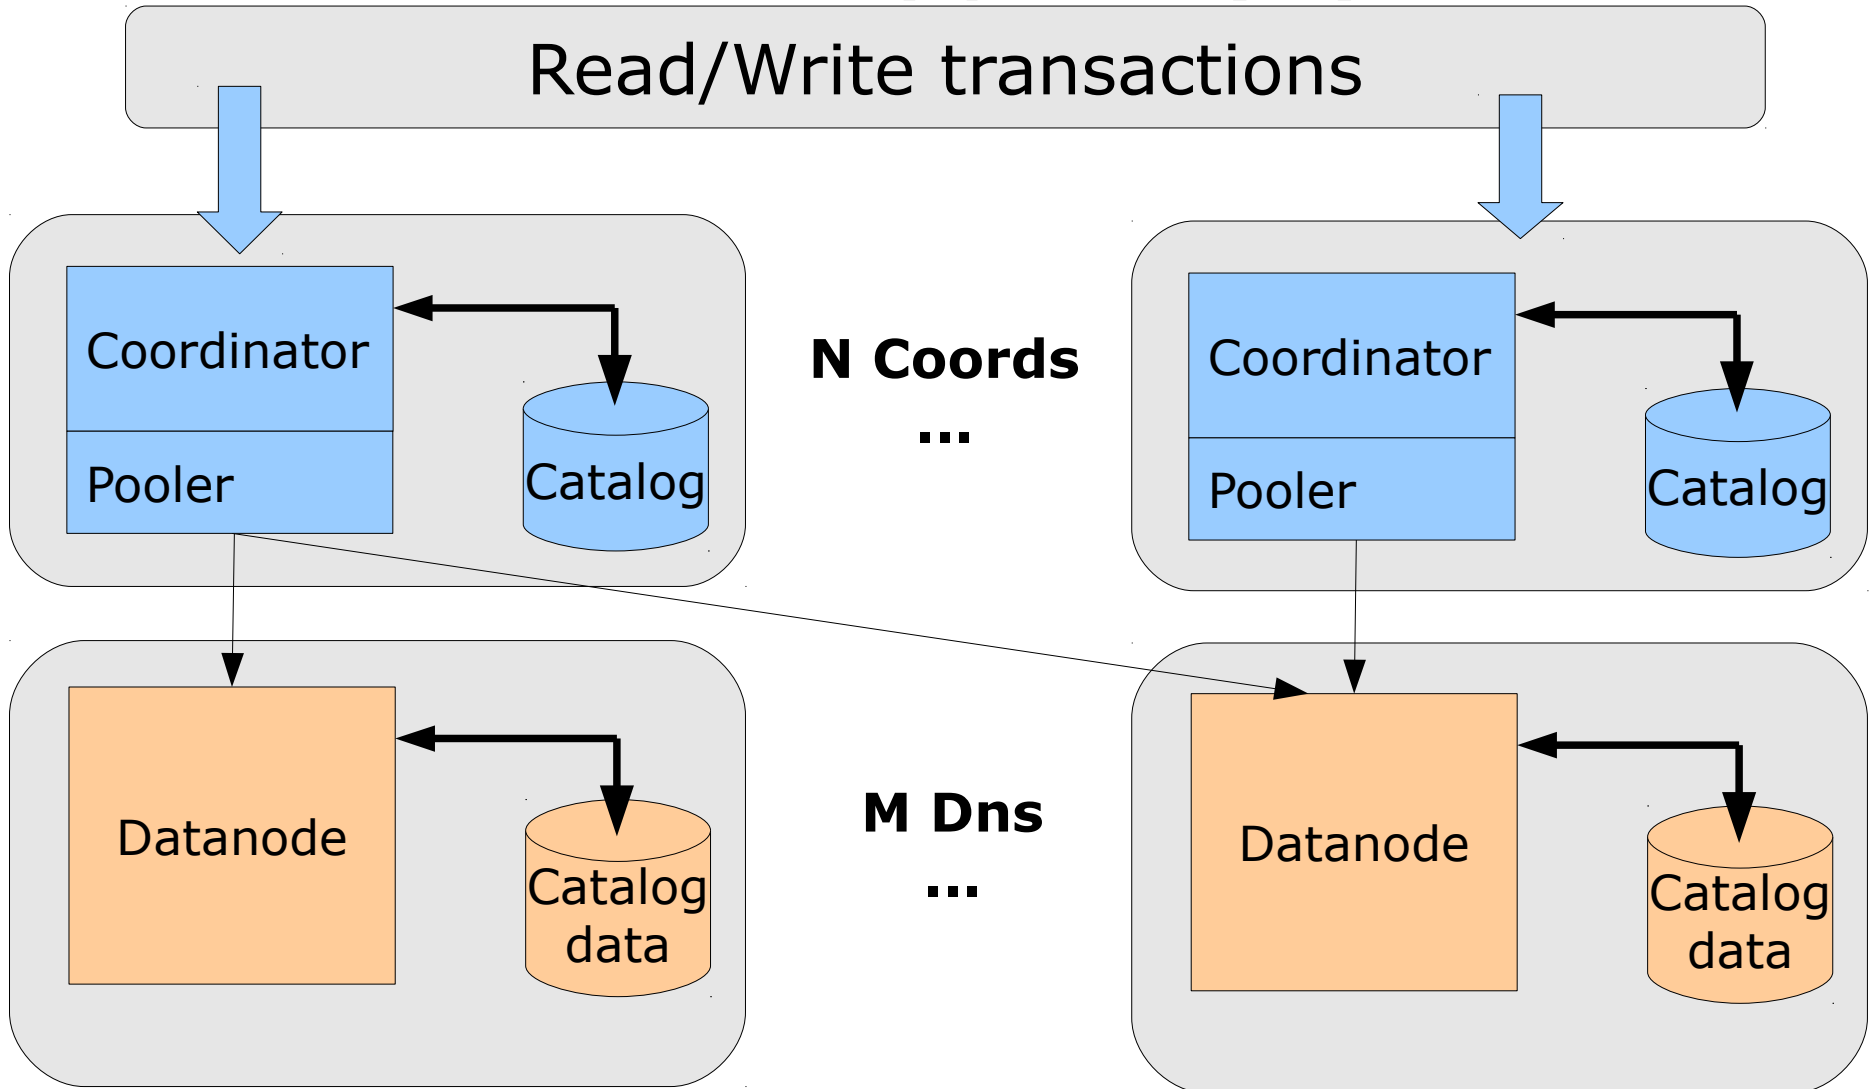 Read/Write transactions
Coordinator
Pooler
Catalog
N Coords
...
Coordinator
Pooler
Catalog
Datanode
Catalog
data
M Dns
...
Datanode
Catalog
data